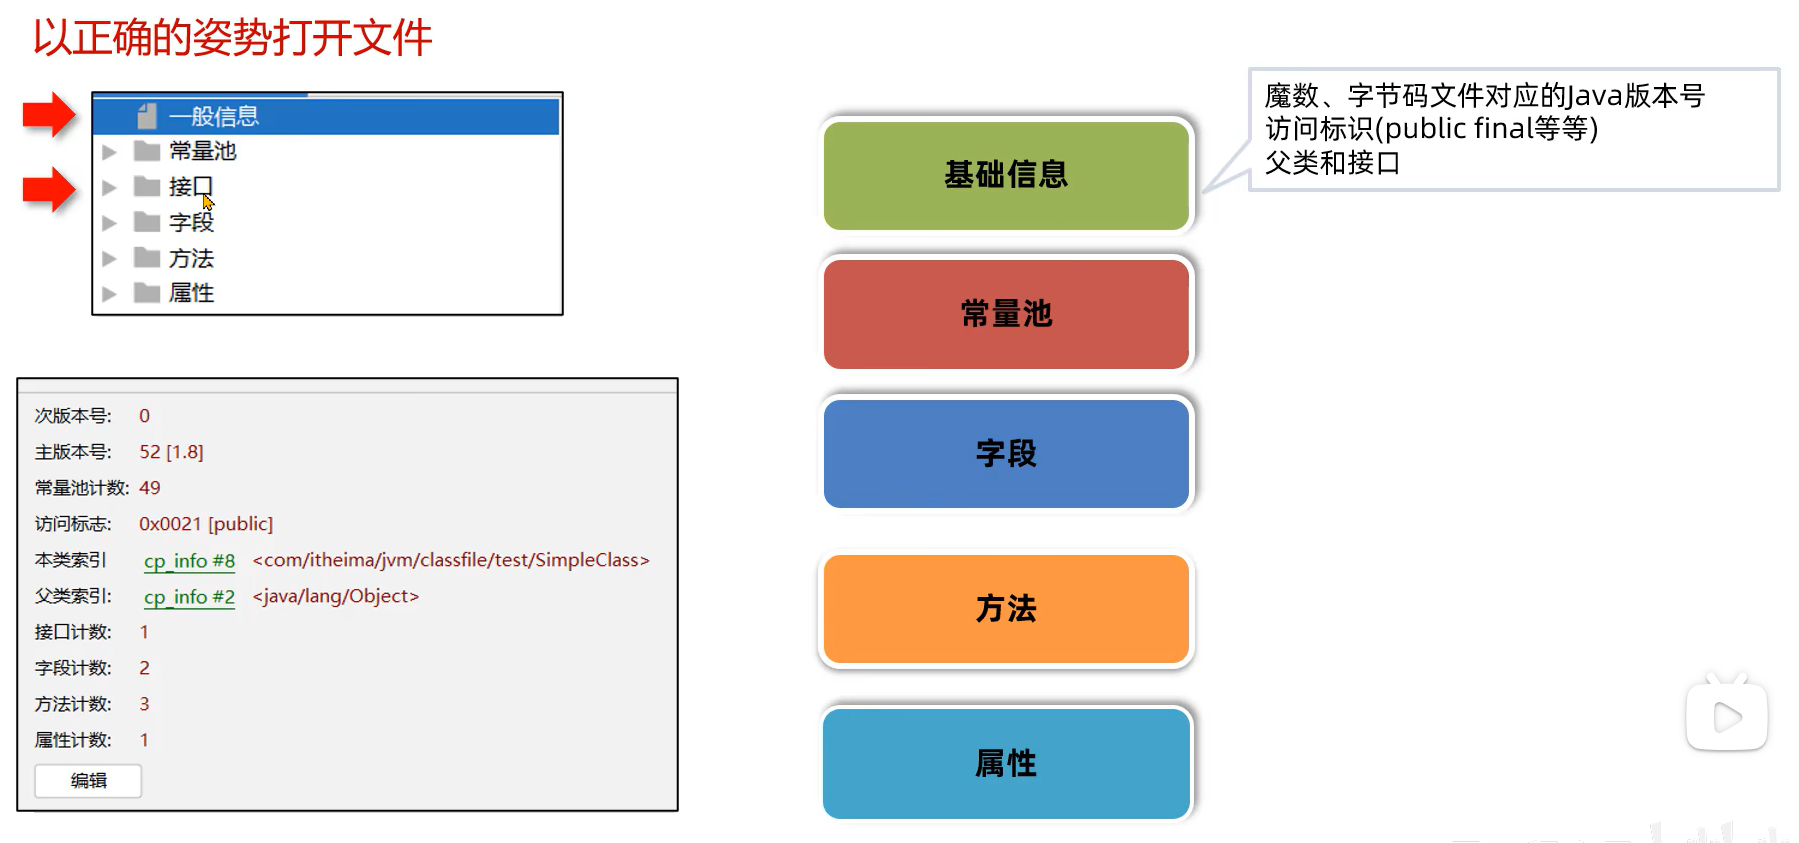 以正确的姿势打开文件
一般信息
常量池
接口
字段
方法
属性
次版本号: 0
主版本号: 52 [1.8]
常量池计数: 49
访问标志: 0x0021 [public]
本类索引 cp_info #8 <com/itheima/jvm/classfile/test/SimpleClass>
父类索引: cp_info #2 <java/lang/Object>
接口计数: 1
字段计数: 2
方法计数: 3
属性计数: 1
编辑
基础信息
常量池
字段
方法
属性
魔数、字节码文件对应的Java版本号
访问标识(public final等等)
父类和接口